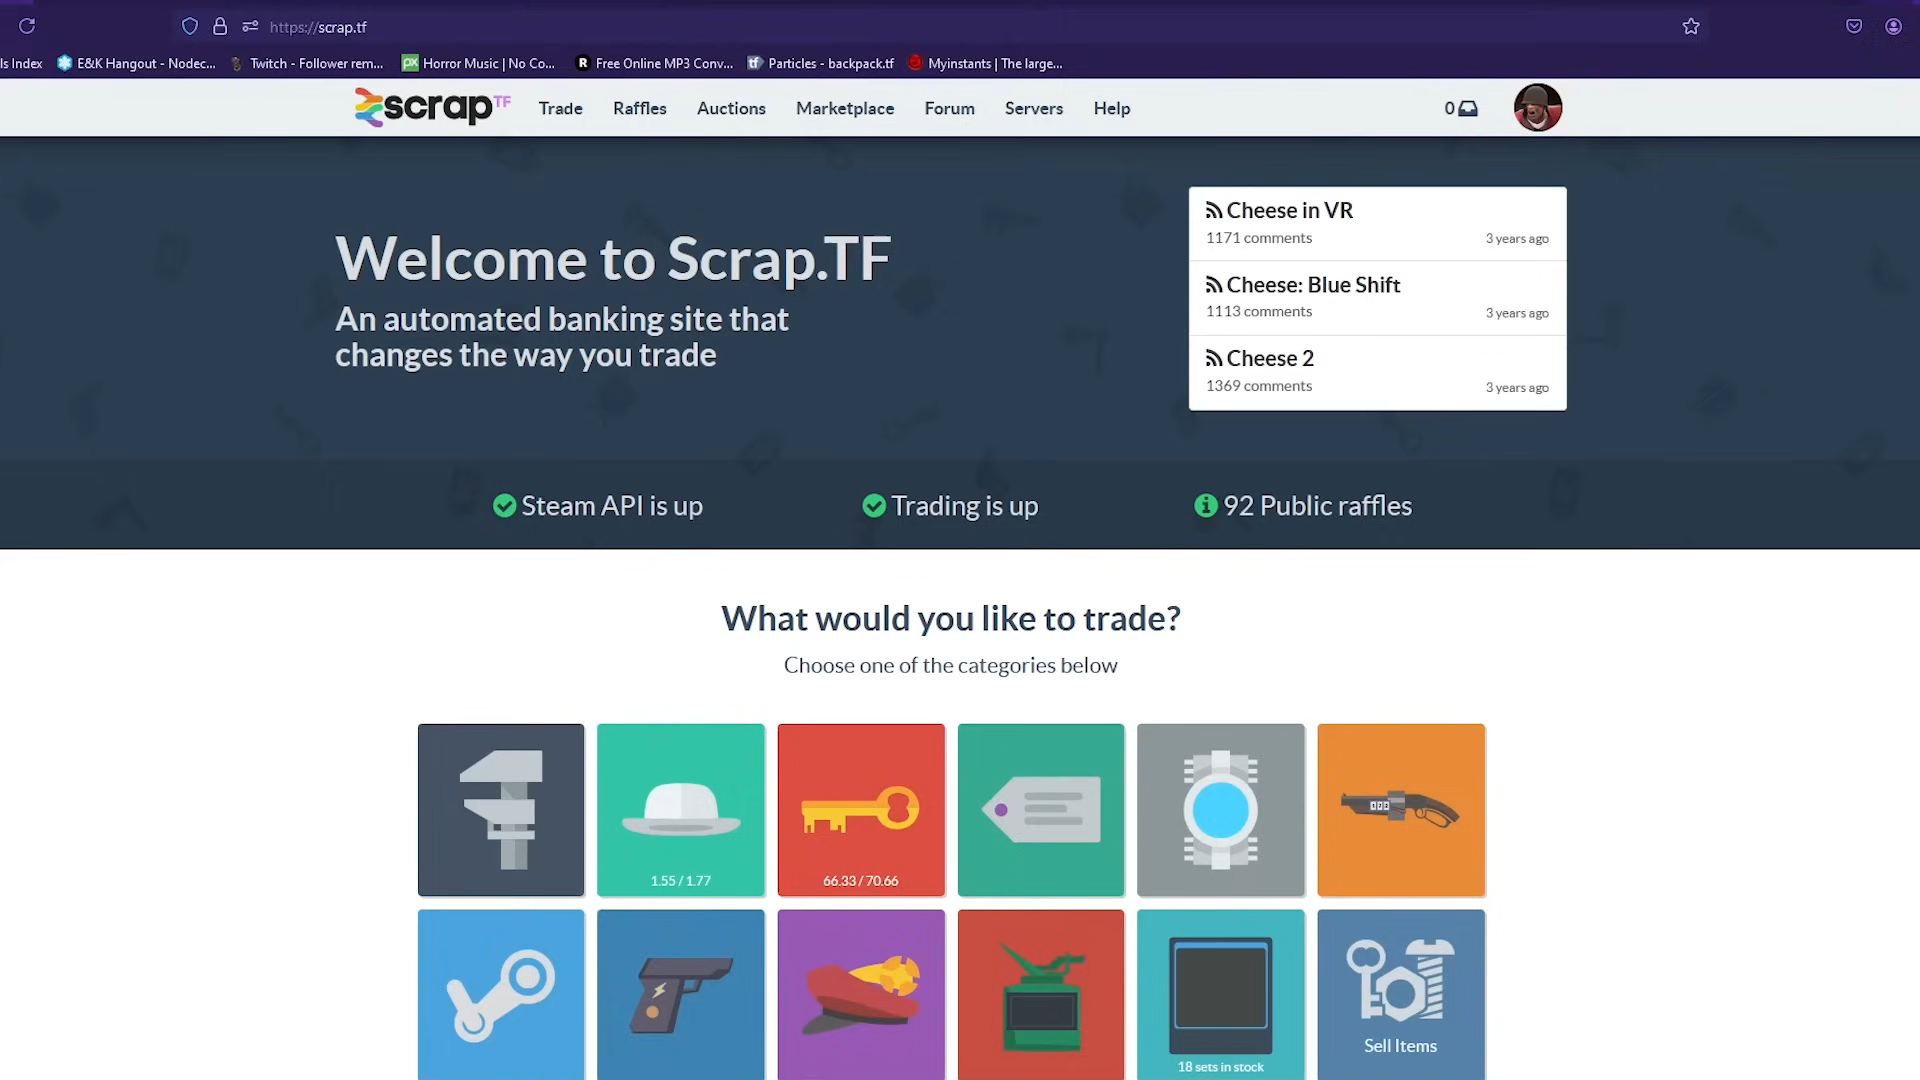 https://scrap.tf
ls Index
E&K Hangout - Nodec...
Twitch - Follower rem...
Horror Music | No Co...
Free Online MP3 Conv...
Particles - backpack.tf
Myinstants | The large...
scrap TF
Trade
Raffles
Auctions
Marketplace
Forum
Servers
Help
0
Welcome to Scrap.TF
An automated banking site that
changes the way you trade
Cheese in VR
1171 comments
3 years ago
Cheese: Blue Shift
1113 comments
3 years ago
Cheese 2
1369 comments
3 years ago
Steam API is up
Trading is up
92 Public raffles
What would you like to trade?
Choose one of the categories below
1.55 / 1.77
66.33 / 70.66
18 sets in stock
Sell Items